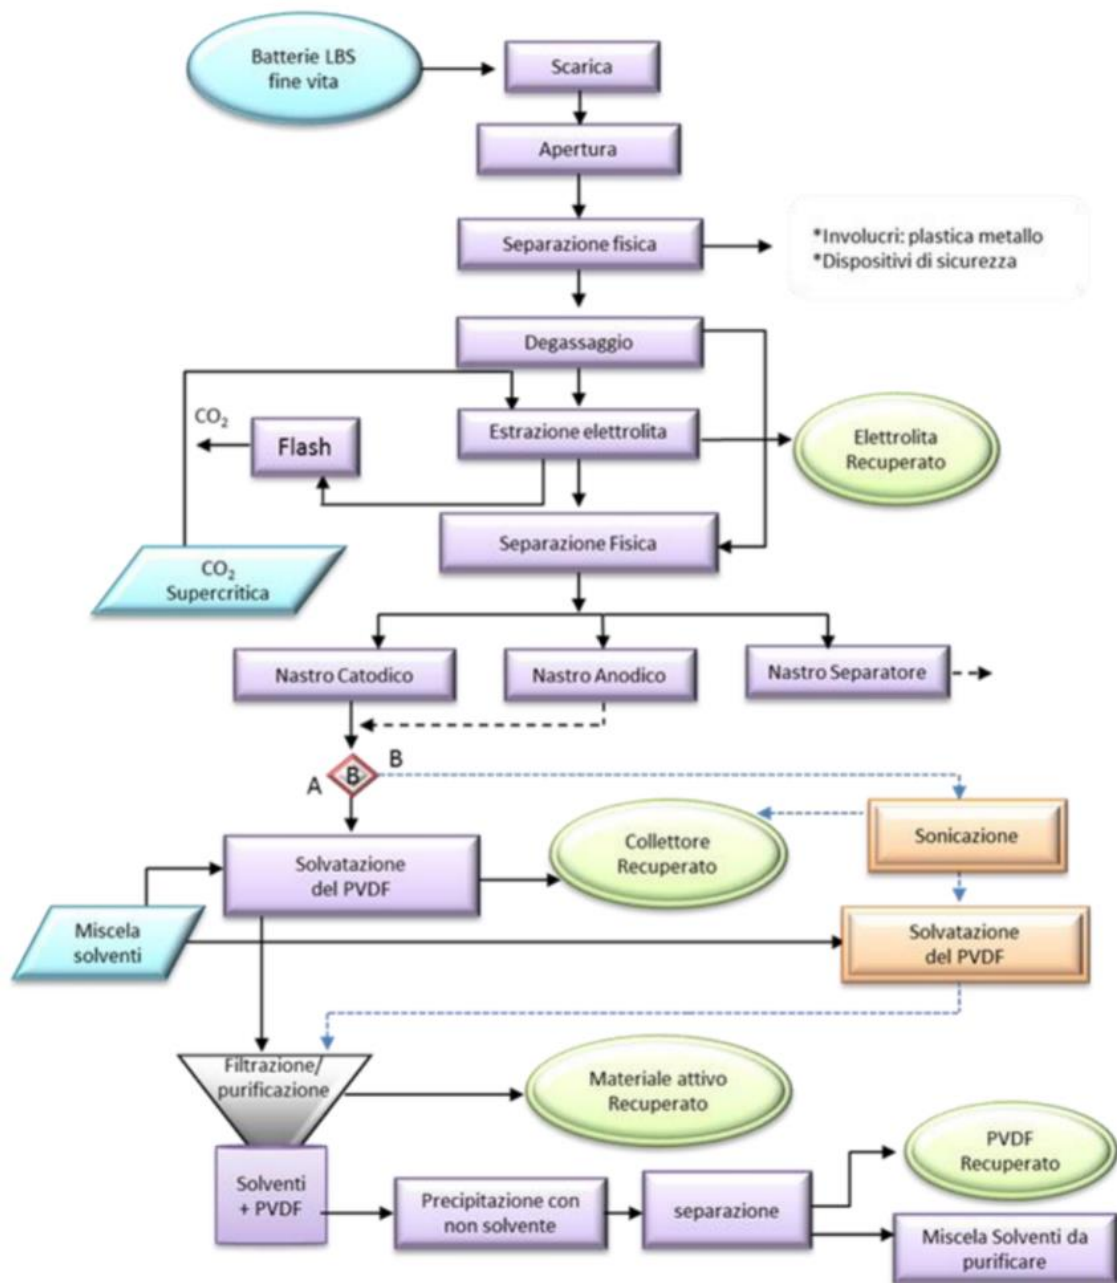 Batterie LBS
fine vita
Scarica
Apertura
Separazione fisica
*Involucri: plastica metallo
*Dispositivi di sicurezza
Degassaggio
CO₂
Flash
Estrazione elettrolita
Elettrolita
Recuperato
Separazione Fisica
CO₂
Supercritica
Nastro Catodico
Nastro Anodico
Nastro Separatore
A
B
B
Sonicazione
Collettore
Recuperato
Solvatazione
del PVDF
Miscela
solventi
Solvatazione
del PVDF
Filtrazione/
purificazione
Materiale attivo
Recuperato
PVDF
Recuperato
Solventi
+ PVDF
Precipitazione con
non solvente
separazione
Miscela Solventi da
purificare